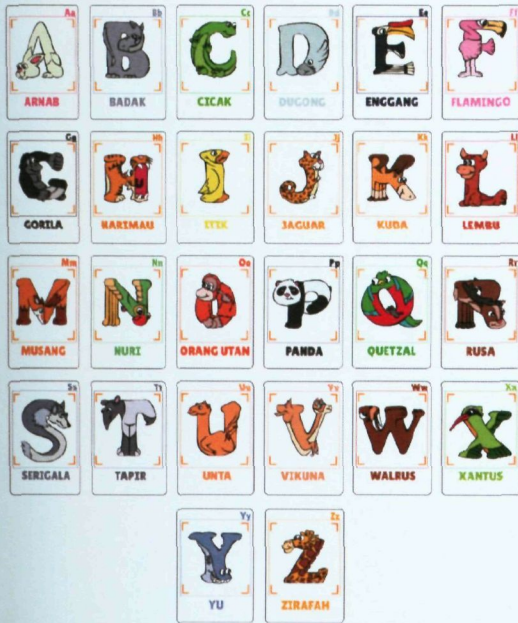 Aa Bb Cc Dd Ee Ff
ARNAB BADAK CICAK DUGONG ENGGANG FLAMINGO
Gg Hh Ii Jj Kk Ll
GORILA HARIMAU ITIK JAGUAR KUDA LEMBU
Mm Nn Oo Pp Qq Rr
MUSANG NURI ORANG UTAN PANDA QUETZAL RUSA
Ss Tt Uu Vv Ww Xx
SERIGALA TAPIR UNTA VIKUNA WALRUS XANTUS
Yy Zz
YU ZIRAFAH